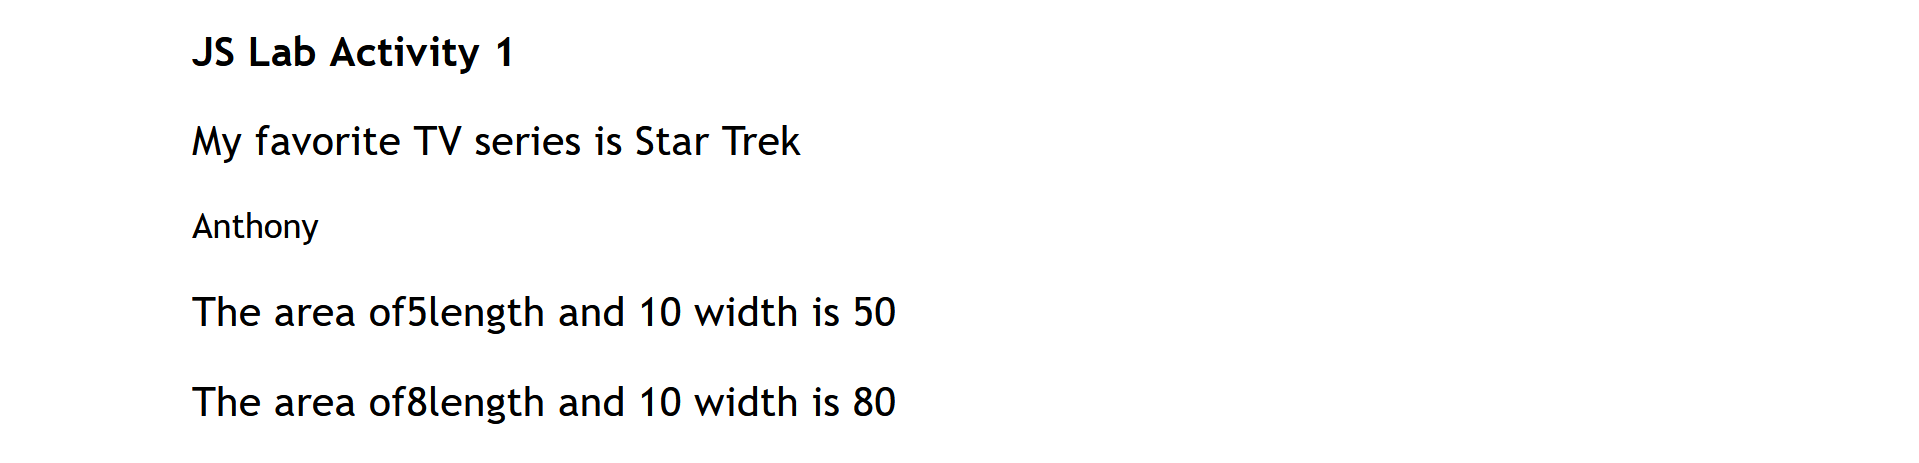 JS Lab Activity 1
My favorite TV series is Star Trek
Anthony
The area of5length and 10 width is 50
The area of8length and 10 width is 80